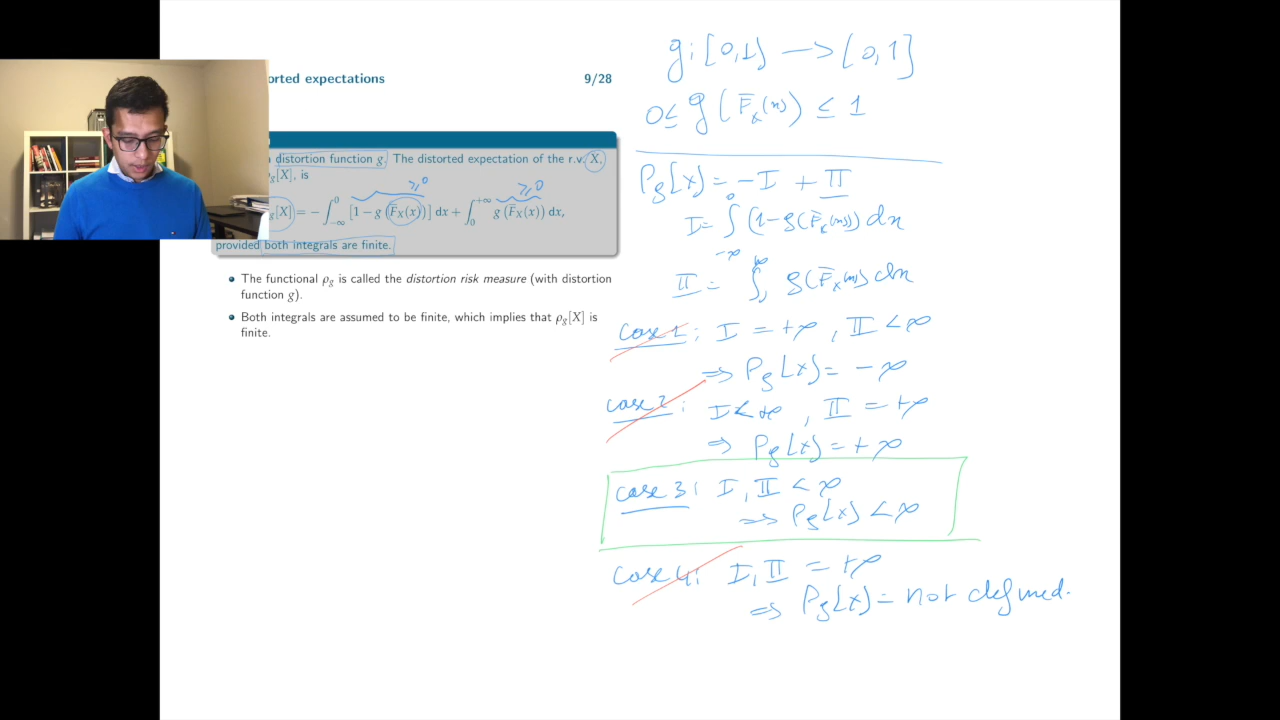 orted expectations
9/28
distortion function g. The distorted expectation of the r.v. X,
g[X], is
≥0 ≥0
g[X] = − ∫_{−∞}^{0} [1 − g (F̄_X(x))] dx + ∫_{0}^{+∞} g (F̄_X(x)) dx,
provided both integrals are finite.
• The functional ρ_g is called the distortion risk measure (with distortion
function g).
• Both integrals are assumed to be finite, which implies that ρ_g[X] is
finite.
g: [0,1] → [0,1]
0 ≤ g(F̄_X(x)) ≤ 1
ρ_g[X] = −I + II
I = ∫_{−∞}^{0} (1−g(F̄_X(x))) dx
II = ∫_{0}^{∞} g(F̄_X(x)) dx
case 1: I = +∞, II < ∞
⇒ ρ_g[X] = −∞
case 2: I < +∞, II = +∞
⇒ ρ_g[X] = +∞
case 3: I, II < ∞
⇒ ρ_g[X] < ∞
case 4: I, II = +∞
⇒ ρ_g[X] = not defined.